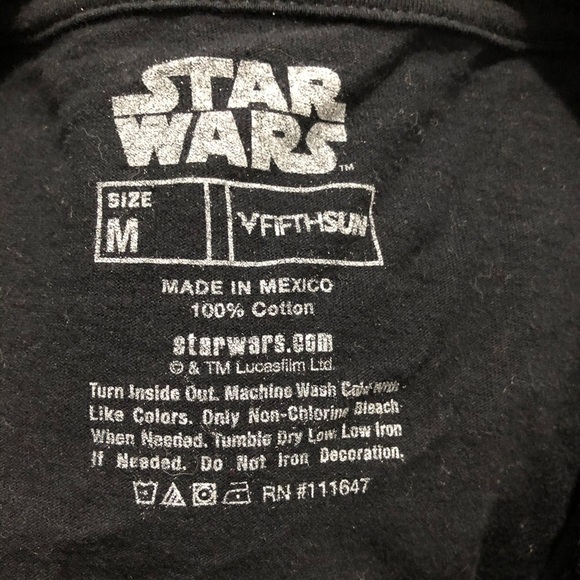 STAR
WARS
TM
SIZE
M
FIFTHSUN
MADE IN MEXICO
100% Cotton
starwars.com
© & TM Lucasfilm Ltd.
Turn Inside Out. Machine Wash Cold With
Like Colors. Only Non-Chlorine Bleach
When Needed. Tumble Dry Low. Low Iron
If Needed. Do Not Iron Decoration.
RN #111647